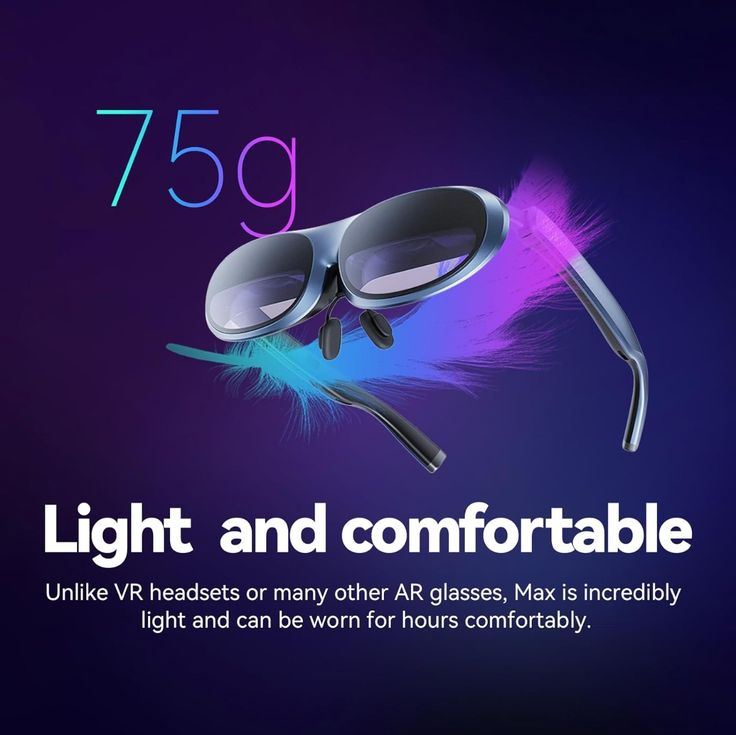 75g
Light and comfortable
Unlike VR headsets or many other AR glasses, Max is incredibly
light and can be worn for hours comfortably.